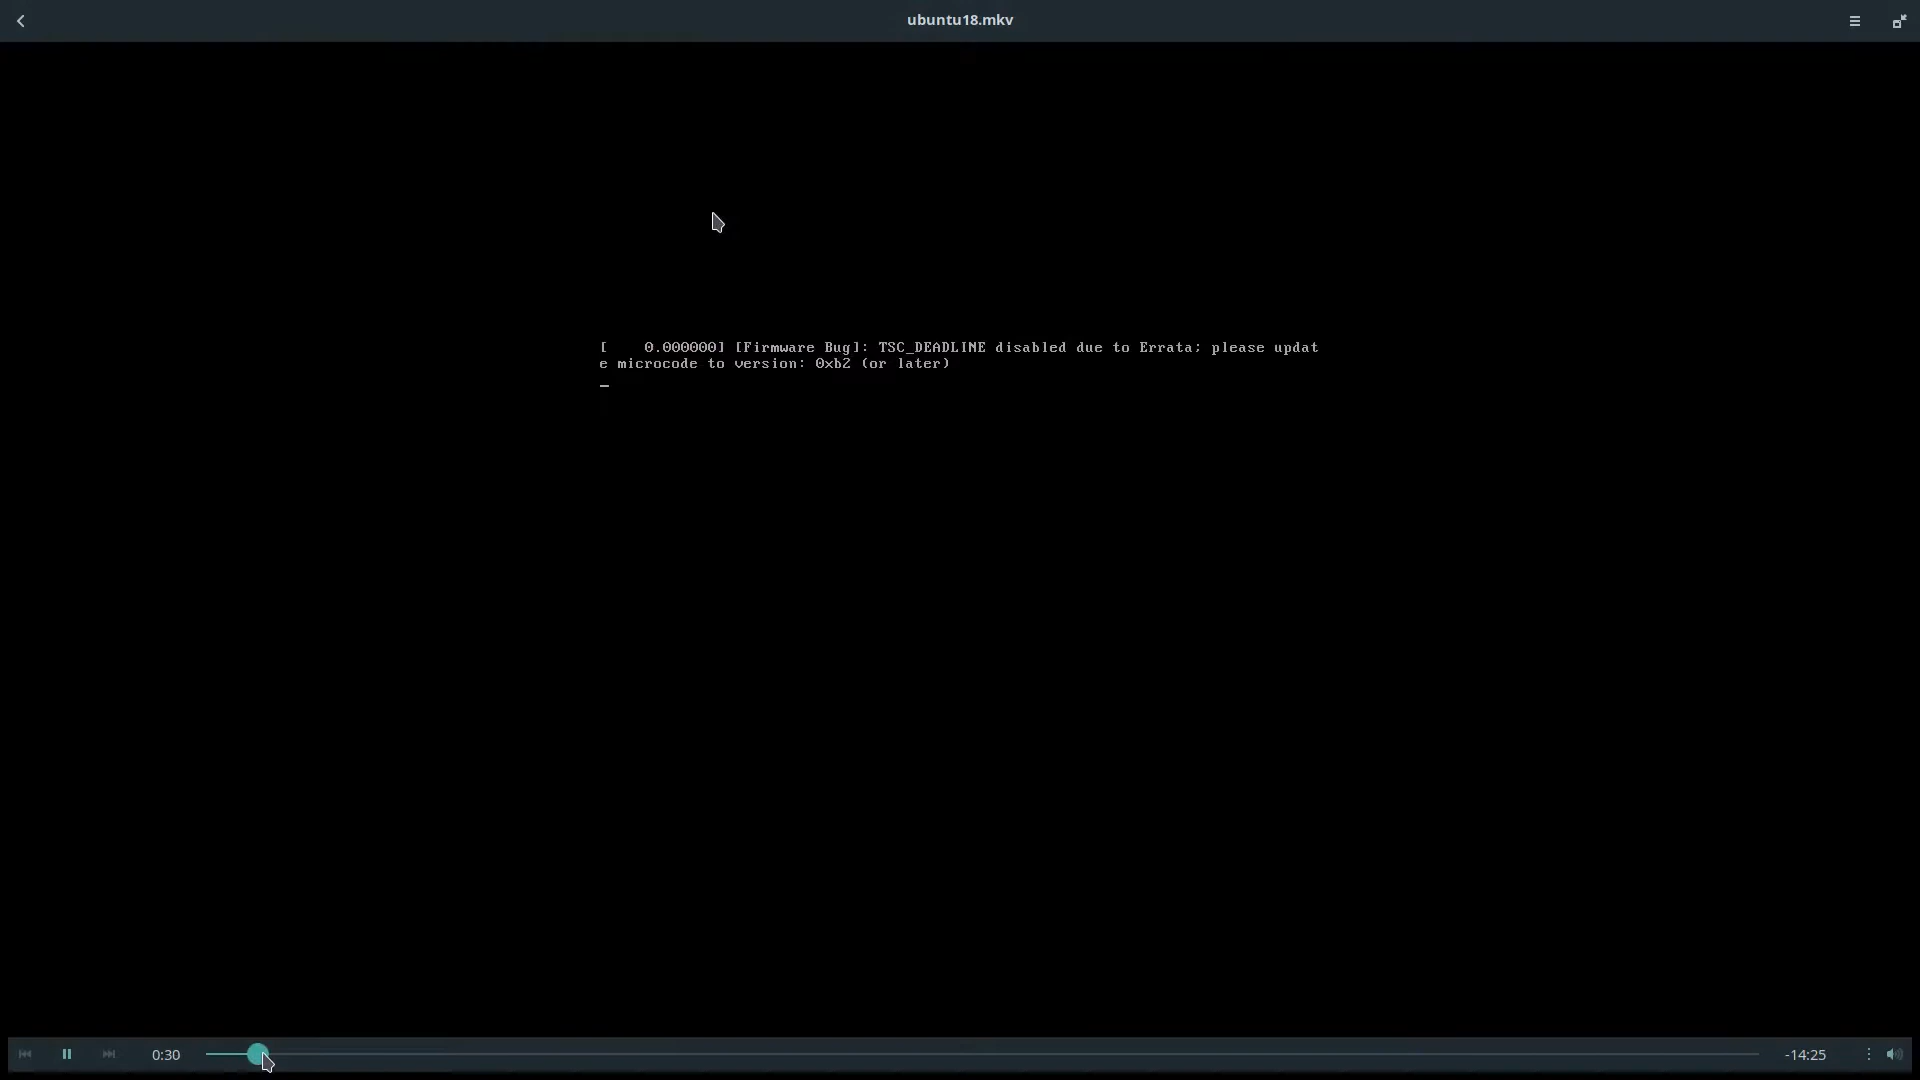 ubuntu18.mkv
[    0.000000] [Firmware Bug]: TSC_DEADLINE disabled due to Errata; please updat
e microcode to version: 0xb2 (or later)
_
0:30
-14:25